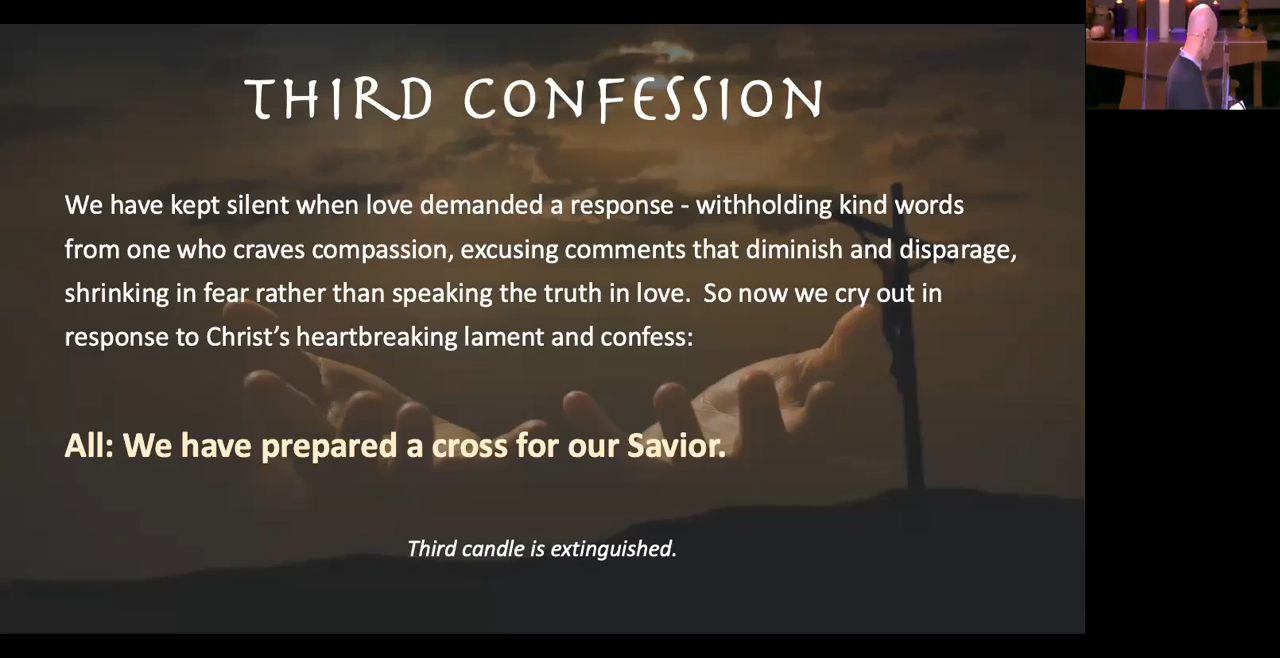 THIRD CONFESSION
We have kept silent when love demanded a response - withholding kind words
from one who craves compassion, excusing comments that diminish and disparage,
shrinking in fear rather than speaking the truth in love.  So now we cry out in
response to Christ’s heartbreaking lament and confess:
All: We have prepared a cross for our Savior.
Third candle is extinguished.